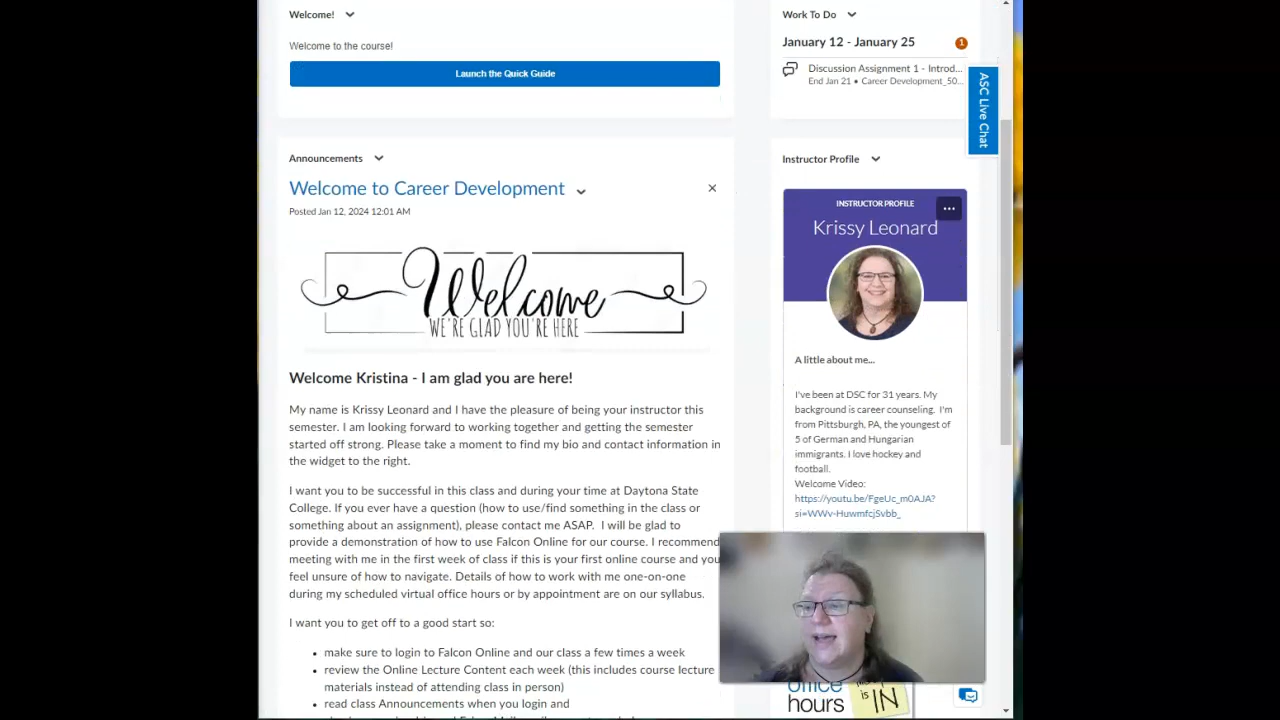 Welcome!
Welcome to the course!
Launch the Quick Guide
Announcements
Welcome to Career Development
Posted Jan 12, 2024 12:01 AM
Welcome
WE'RE GLAD YOU'RE HERE
Welcome Kristina - I am glad you are here!
My name is Krissy Leonard and I have the pleasure of being your instructor this
semester. I am looking forward to working together and getting the semester
started off strong. Please take a moment to find my bio and contact information in
the widget to the right.
I want you to be successful in this class and during your time at Daytona State
College. If you ever have a question (how to use/find something in the class or
something about an assignment), please contact me ASAP.  I will be glad to
provide a demonstration of how to use Falcon Online for our course. I recommend
meeting with me in the first week of class if this is your first online course and you
feel unsure of how to navigate. Details of how to work with me one-on-one
during my scheduled virtual office hours or by appointment are on our syllabus.
I want you to get off to a good start so:
• make sure to login to Falcon Online and our class a few times a week
• review the Online Lecture Content each week (this includes course lecture
materials instead of attending class in person)
• read class Announcements when you login and
Work To Do
January 12 - January 25
1
Discussion Assignment 1 - Introd...
End Jan 21 • Career Development_50...
ASC Live Chat
Instructor Profile
INSTRUCTOR PROFILE
...
Krissy Leonard
A little about me...
I've been at DSC for 31 years. My
background is career counseling.  I'm
from Pittsburgh, PA, the youngest of
5 of German and Hungarian
immigrants. I love hockey and
football.
Welcome Video:
https://youtu.be/FgeUc_m0AJA?
si=WWv-HuwmfcjSvbb_
office
hours
is
IN